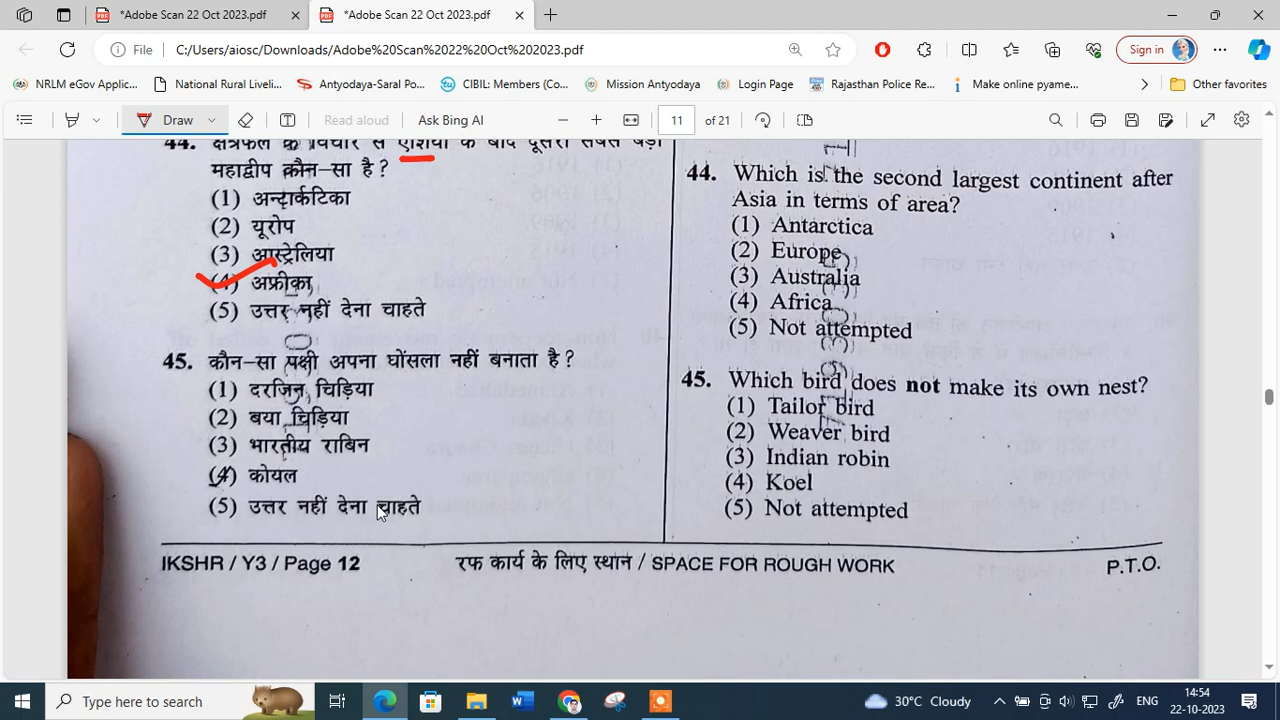 *Adobe Scan 22 Oct 2023.pdf
*Adobe Scan 22 Oct 2023.pdf
File
C:/Users/aiosc/Downloads/Adobe%20Scan%2022%20Oct%202023.pdf
Sign in
NRLM eGov Applic...
National Rural Liveli...
Antyodaya-Saral Po...
CIBIL: Members (Co...
Mission Antyodaya
Login Page
Rajasthan Police Re...
Make online pyame...
Other favorites
Draw
Read aloud
Ask Bing AI
11
of 21
44. क्षेत्रफल के विचार से एशिया के बाद दूसरा सबसे बड़ा
महाद्वीप कौन-सा है?
(1) अन्टार्कटिका
(2) यूरोप
(3) आस्ट्रेलिया
(4) अफ्रीका
(5) उत्तर नहीं देना चाहते
45. कौन-सा पक्षी अपना घोंसला नहीं बनाता है?
(1) दरजिन चिड़िया
(2) बया चिड़िया
(3) भारतीय राबिन
(4) कोयल
(5) उत्तर नहीं देना चाहते
44. Which is the second largest continent after
Asia in terms of area?
(1) Antarctica
(2) Europe
(3) Australia
(4) Africa
(5) Not attempted
45. Which bird does not make its own nest?
(1) Tailor bird
(2) Weaver bird
(3) Indian robin
(4) Koel
(5) Not attempted
IKSHR / Y3 / Page 12
रफ कार्य के लिए स्थान / SPACE FOR ROUGH WORK
P.T.O.
Type here to search
30°C Cloudy
ENG
14:54
22-10-2023